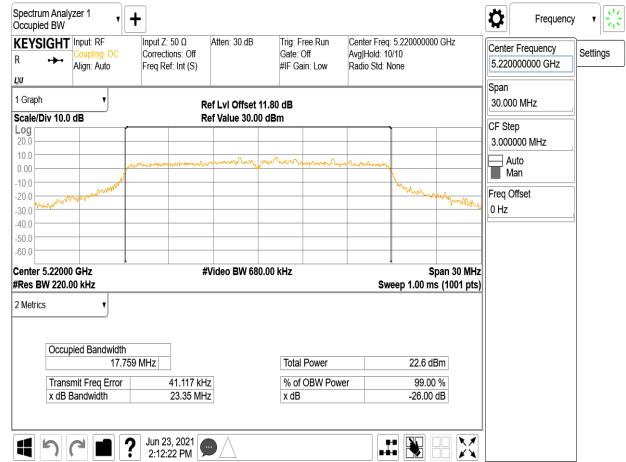 Spectrum Analyzer 1
Occupied BW
Frequency
KEYSIGHT
R
LXI
Input: RF
Coupling: DC
Align: Auto
Input Z: 50 Ω
Corrections: Off
Freq Ref: Int (S)
Atten: 30 dB
Trig: Free Run
Gate: Off
#IF Gain: Low
Center Freq: 5.220000000 GHz
Avg|Hold: 10/10
Radio Std: None
Center Frequency
5.220000000 GHz
Settings
Span
30.000 MHz
CF Step
3.000000 MHz
Auto
Man
Freq Offset
0 Hz
1 Graph
Ref Lvl Offset 11.80 dB
Scale/Div 10.0 dB
Ref Value 30.00 dBm
Log
20.0
10.0
0.00
-10.0
-20.0
-30.0
-40.0
-50.0
-60.0
Center 5.22000 GHz
#Video BW 680.00 kHz
Span 30 MHz
#Res BW 220.00 kHz
Sweep 1.00 ms (1001 pts)
2 Metrics
Occupied Bandwidth
17.759 MHz
Total Power 22.6 dBm
Transmit Freq Error 41.117 kHz
% of OBW Power 99.00 %
x dB Bandwidth 23.35 MHz
x dB -26.00 dB
?
Jun 23, 2021
2:12:22 PM